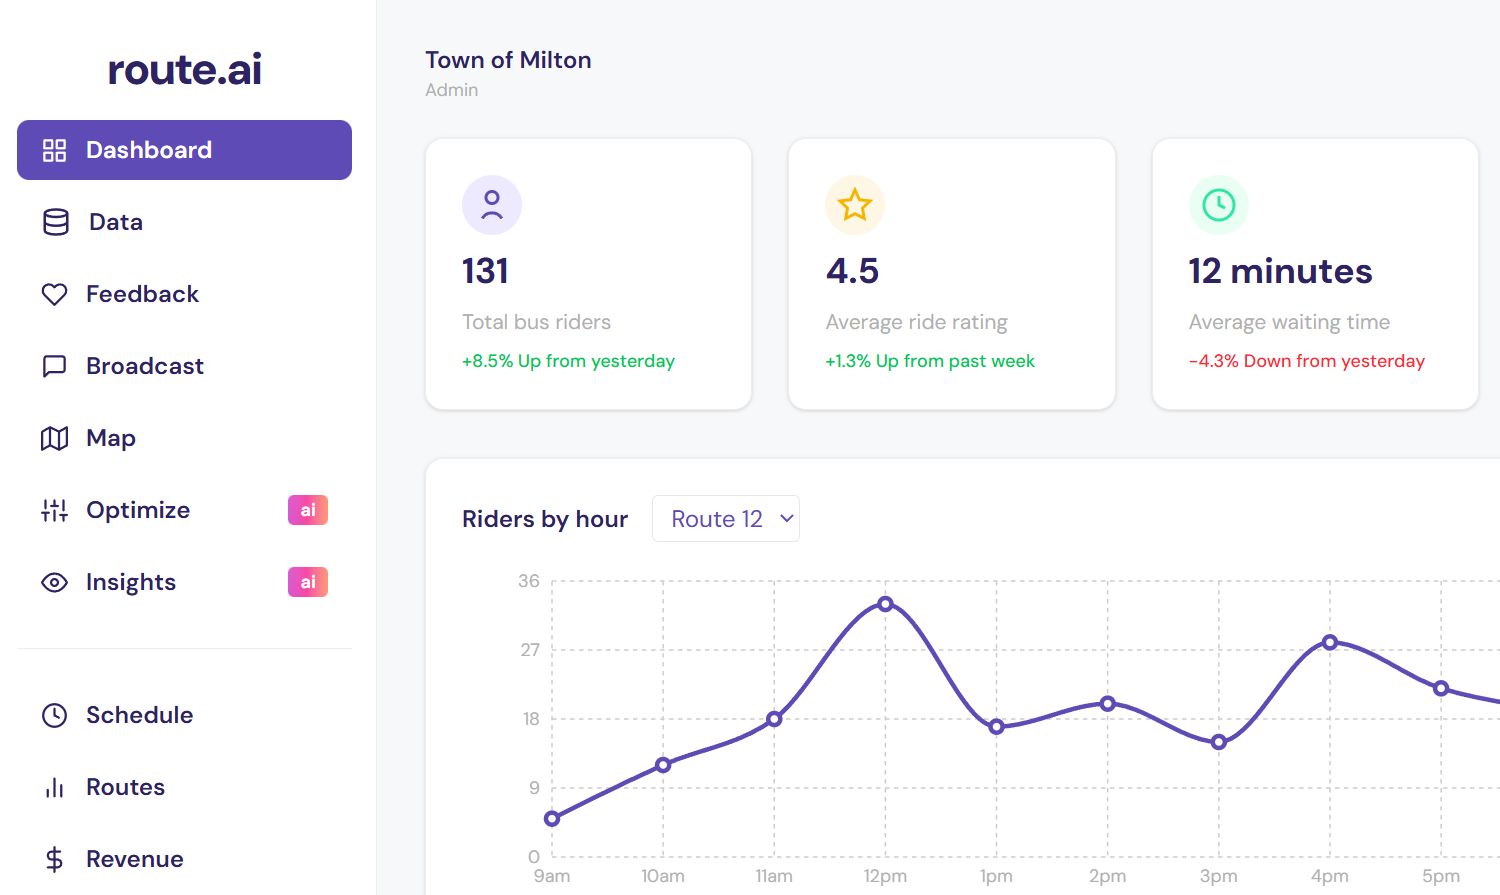 route.ai
Dashboard
Data
Feedback
Broadcast
Map
Optimize ai
Insights ai
Schedule
Routes
Revenue
Town of Milton
Admin
131
Total bus riders
+8.5% Up from yesterday
4.5
Average ride rating
+1.3% Up from past week
12 minutes
Average waiting time
-4.3% Down from yesterday
Riders by hour Route 12
36
27
18
9
0
9am 10am 11am 12pm 1pm 2pm 3pm 4pm 5pm